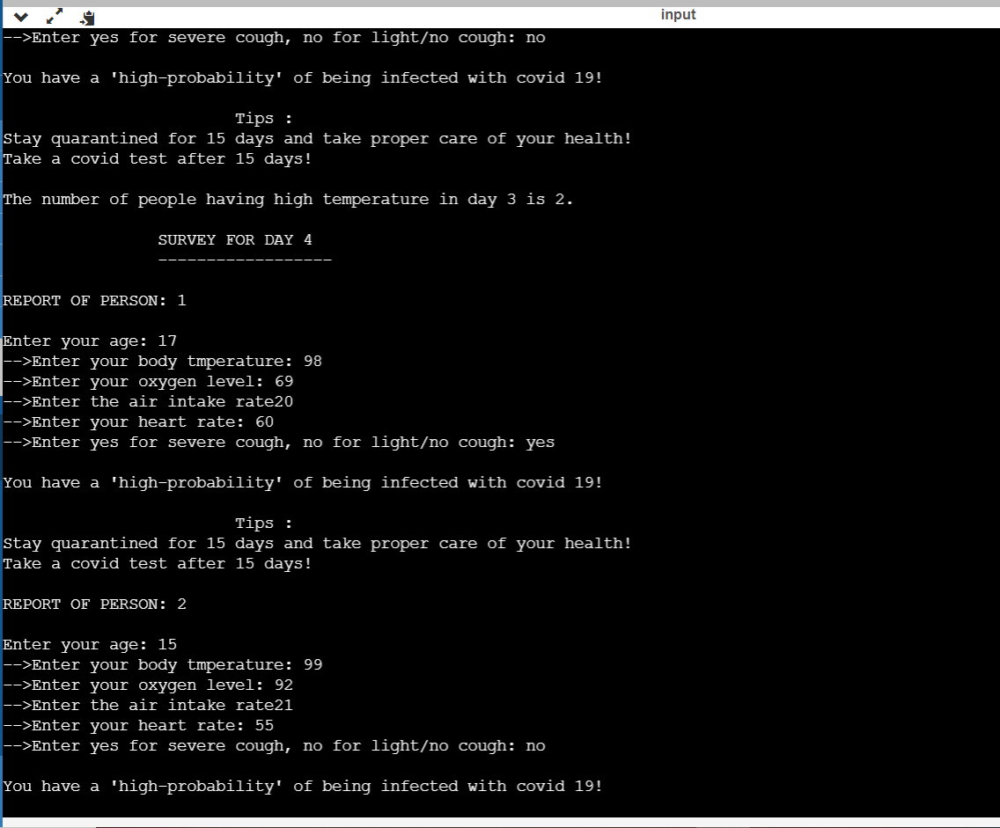 input
-->Enter yes for severe cough, no for light/no cough: no
You have a 'high-probability' of being infected with covid 19!
Tips :
Stay quarantined for 15 days and take proper care of your health!
Take a covid test after 15 days!
The number of people having high temperature in day 3 is 2.
SURVEY FOR DAY 4
------------------
REPORT OF PERSON: 1
Enter your age: 17
-->Enter your body tmperature: 98
-->Enter your oxygen level: 69
-->Enter the air intake rate20
-->Enter your heart rate: 60
-->Enter yes for severe cough, no for light/no cough: yes
You have a 'high-probability' of being infected with covid 19!
Tips :
Stay quarantined for 15 days and take proper care of your health!
Take a covid test after 15 days!
REPORT OF PERSON: 2
Enter your age: 15
-->Enter your body tmperature: 99
-->Enter your oxygen level: 92
-->Enter the air intake rate21
-->Enter your heart rate: 55
-->Enter yes for severe cough, no for light/no cough: no
You have a 'high-probability' of being infected with covid 19!